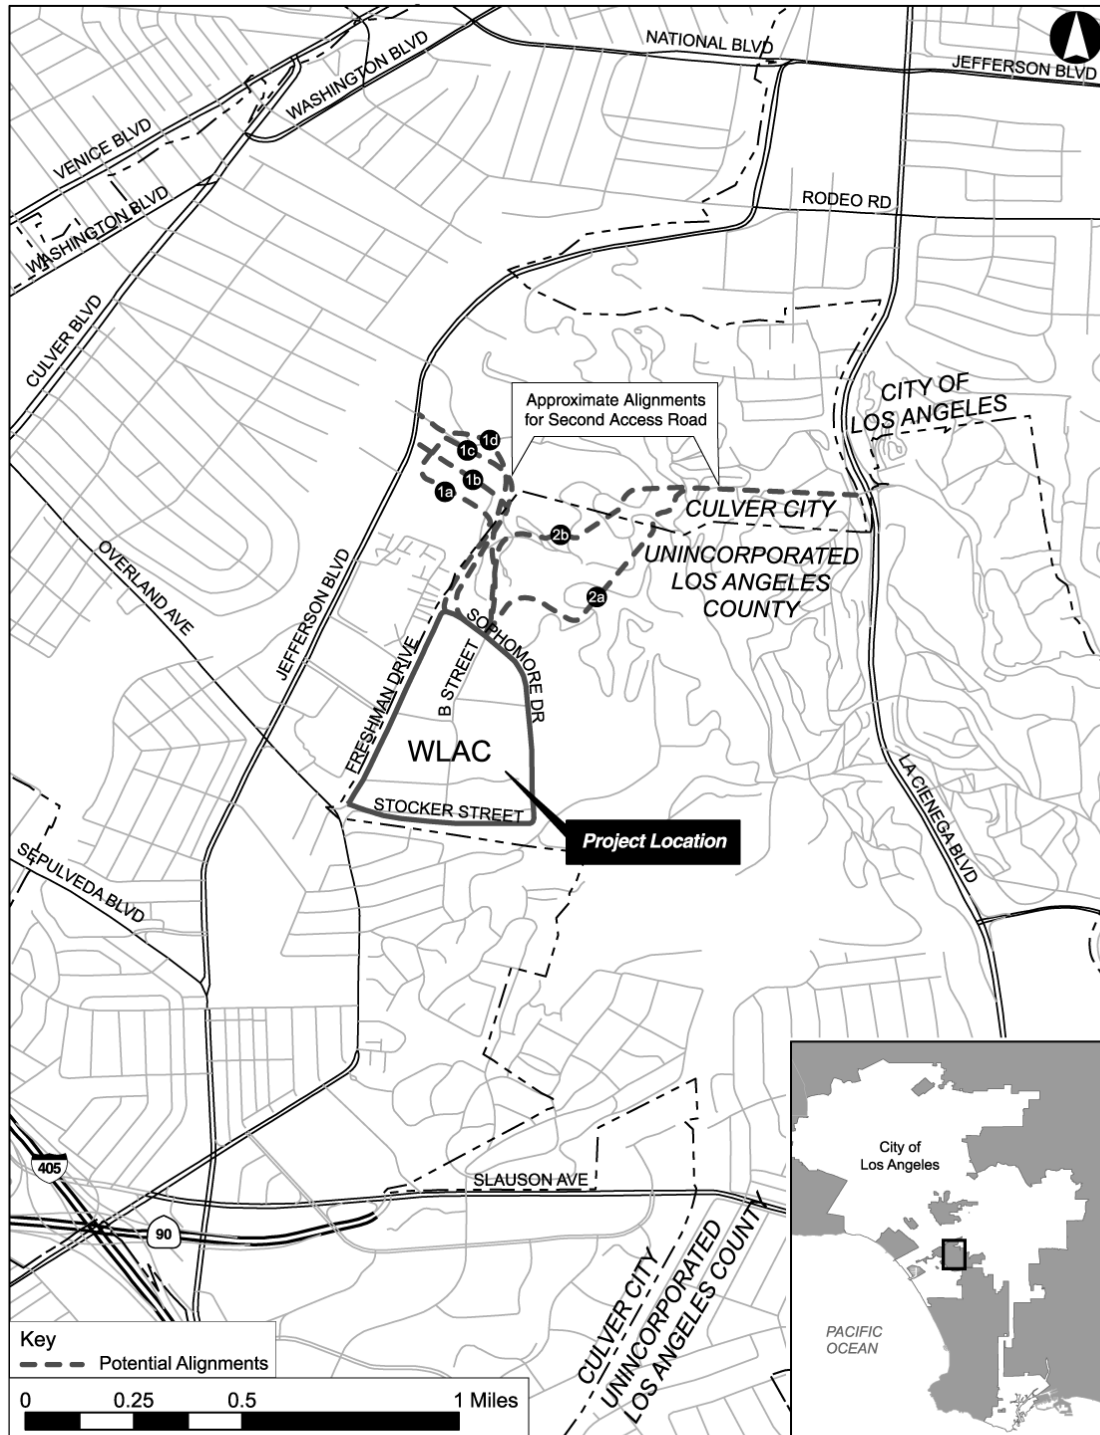 NATIONAL BLVD
JEFFERSON BLVD
WASHINGTON BLVD
VENICE BLVD
WASHINGTON BLVD
RODEO RD
CULVER BLVD
CITY OF
LOS ANGELES
Approximate Alignments
for Second Access Road
1d
1c
1b
1a
CULVER CITY
2b
UNINCORPORATED
LOS ANGELES
COUNTY
2a
OVERLAND AVE
JEFFERSON BLVD
SOPHOMORE DR
FRESHMAN DRIVE
B STREET
WLAC
STOCKER STREET
Project Location
LA CIENEGA BLVD
SEPULVEDA BLVD
405
90
SLAUSON AVE
CULVER CITY
UNINCORPORATED
LOS ANGELES COUNTY
City of
Los Angeles
PACIFIC
OCEAN
Key
Potential Alignments
0 0.25 0.5 1 Miles